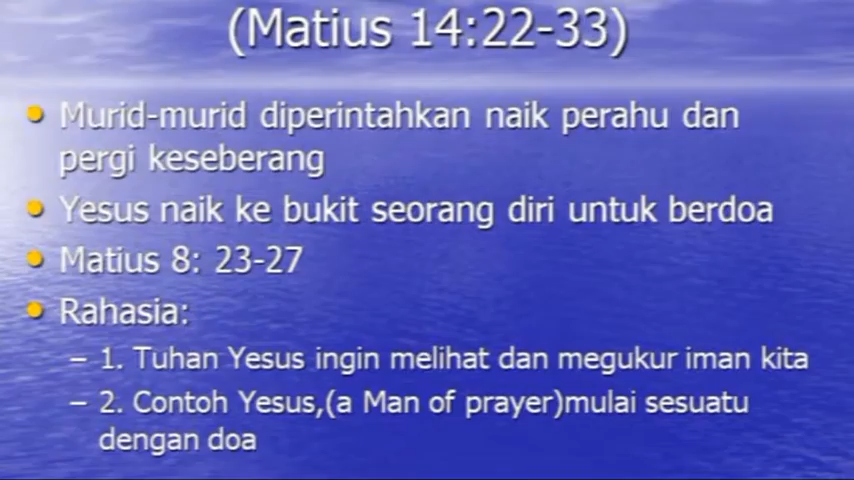 (Matius 14:22-33)
Murid-murid diperintahkan naik perahu dan
pergi keseberang
Yesus naik ke bukit seorang diri untuk berdoa
Matius 8: 23-27
Rahasia:
– 1. Tuhan Yesus ingin melihat dan megukur iman kita
– 2. Contoh Yesus,(a Man of prayer)mulai sesuatu
dengan doa